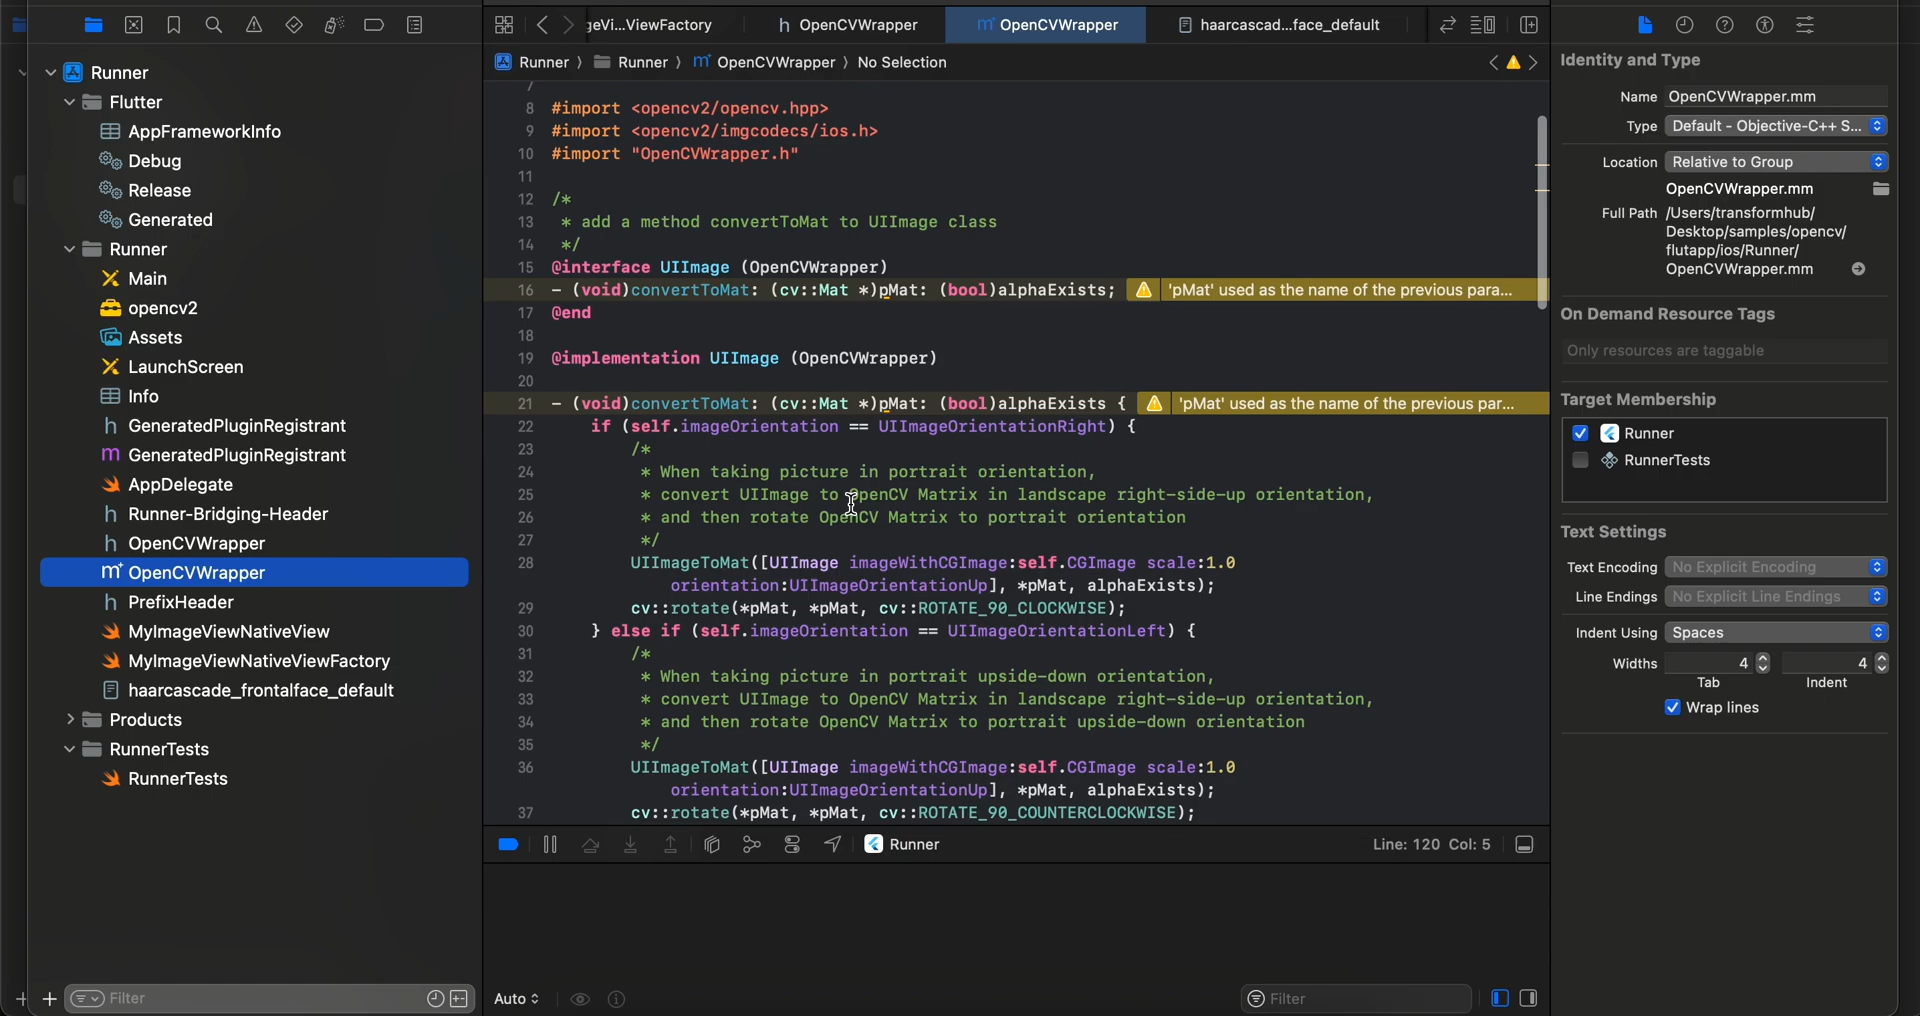 geVi...ViewFactory
OpenCVWrapper
OpenCVWrapper
haarcascad...face_default
Runner
Flutter
AppFrameworkInfo
Debug
Release
Generated
Runner
Main
opencv2
Assets
LaunchScreen
Info
GeneratedPluginRegistrant
GeneratedPluginRegistrant
AppDelegate
Runner-Bridging-Header
OpenCVWrapper
OpenCVWrapper
PrefixHeader
MyImageViewNativeView
MyImageViewNativeViewFactory
haarcascade_frontalface_default
Products
RunnerTests
RunnerTests
Filter
Runner 〉 Runner 〉 OpenCVWrapper 〉 No Selection
7
8 #import <opencv2/opencv.hpp>
9 #import <opencv2/imgcodecs/ios.h>
10 #import "OpenCVWrapper.h"
11
12 /*
13 * add a method convertToMat to UIImage class
14 */
15 @interface UIImage (OpenCVWrapper)
16 - (void)convertToMat: (cv::Mat *)pMat: (bool)alphaExists; 'pMat' used as the name of the previous para...
17 @end
18
19 @implementation UIImage (OpenCVWrapper)
20
21 - (void)convertToMat: (cv::Mat *)pMat: (bool)alphaExists { 'pMat' used as the name of the previous par...
22 if (self.imageOrientation == UIImageOrientationRight) {
23 /*
24 * When taking picture in portrait orientation,
25 * convert UIImage to OpenCV Matrix in landscape right-side-up orientation,
26 * and then rotate OpenCV Matrix to portrait orientation
27 */
28 UIImageToMat([UIImage imageWithCGImage:self.CGImage scale:1.0
orientation:UIImageOrientationUp], *pMat, alphaExists);
29 cv::rotate(*pMat, *pMat, cv::ROTATE_90_CLOCKWISE);
30 } else if (self.imageOrientation == UIImageOrientationLeft) {
31 /*
32 * When taking picture in portrait upside-down orientation,
33 * convert UIImage to OpenCV Matrix in landscape right-side-up orientation,
34 * and then rotate OpenCV Matrix to portrait upside-down orientation
35 */
36 UIImageToMat([UIImage imageWithCGImage:self.CGImage scale:1.0
orientation:UIImageOrientationUp], *pMat, alphaExists);
37 cv::rotate(*pMat, *pMat, cv::ROTATE_90_COUNTERCLOCKWISE);
Runner
Line: 120 Col: 5
Auto
Filter
Identity and Type
Name OpenCVWrapper.mm
Type Default - Objective-C++ S...
Location Relative to Group
OpenCVWrapper.mm
Full Path /Users/transformhub/
Desktop/samples/opencv/
flutapp/ios/Runner/
OpenCVWrapper.mm
On Demand Resource Tags
Only resources are taggable
Target Membership
Runner
RunnerTests
Text Settings
Text Encoding No Explicit Encoding
Line Endings No Explicit Line Endings
Indent Using Spaces
Widths 4 4
Tab Indent
Wrap lines